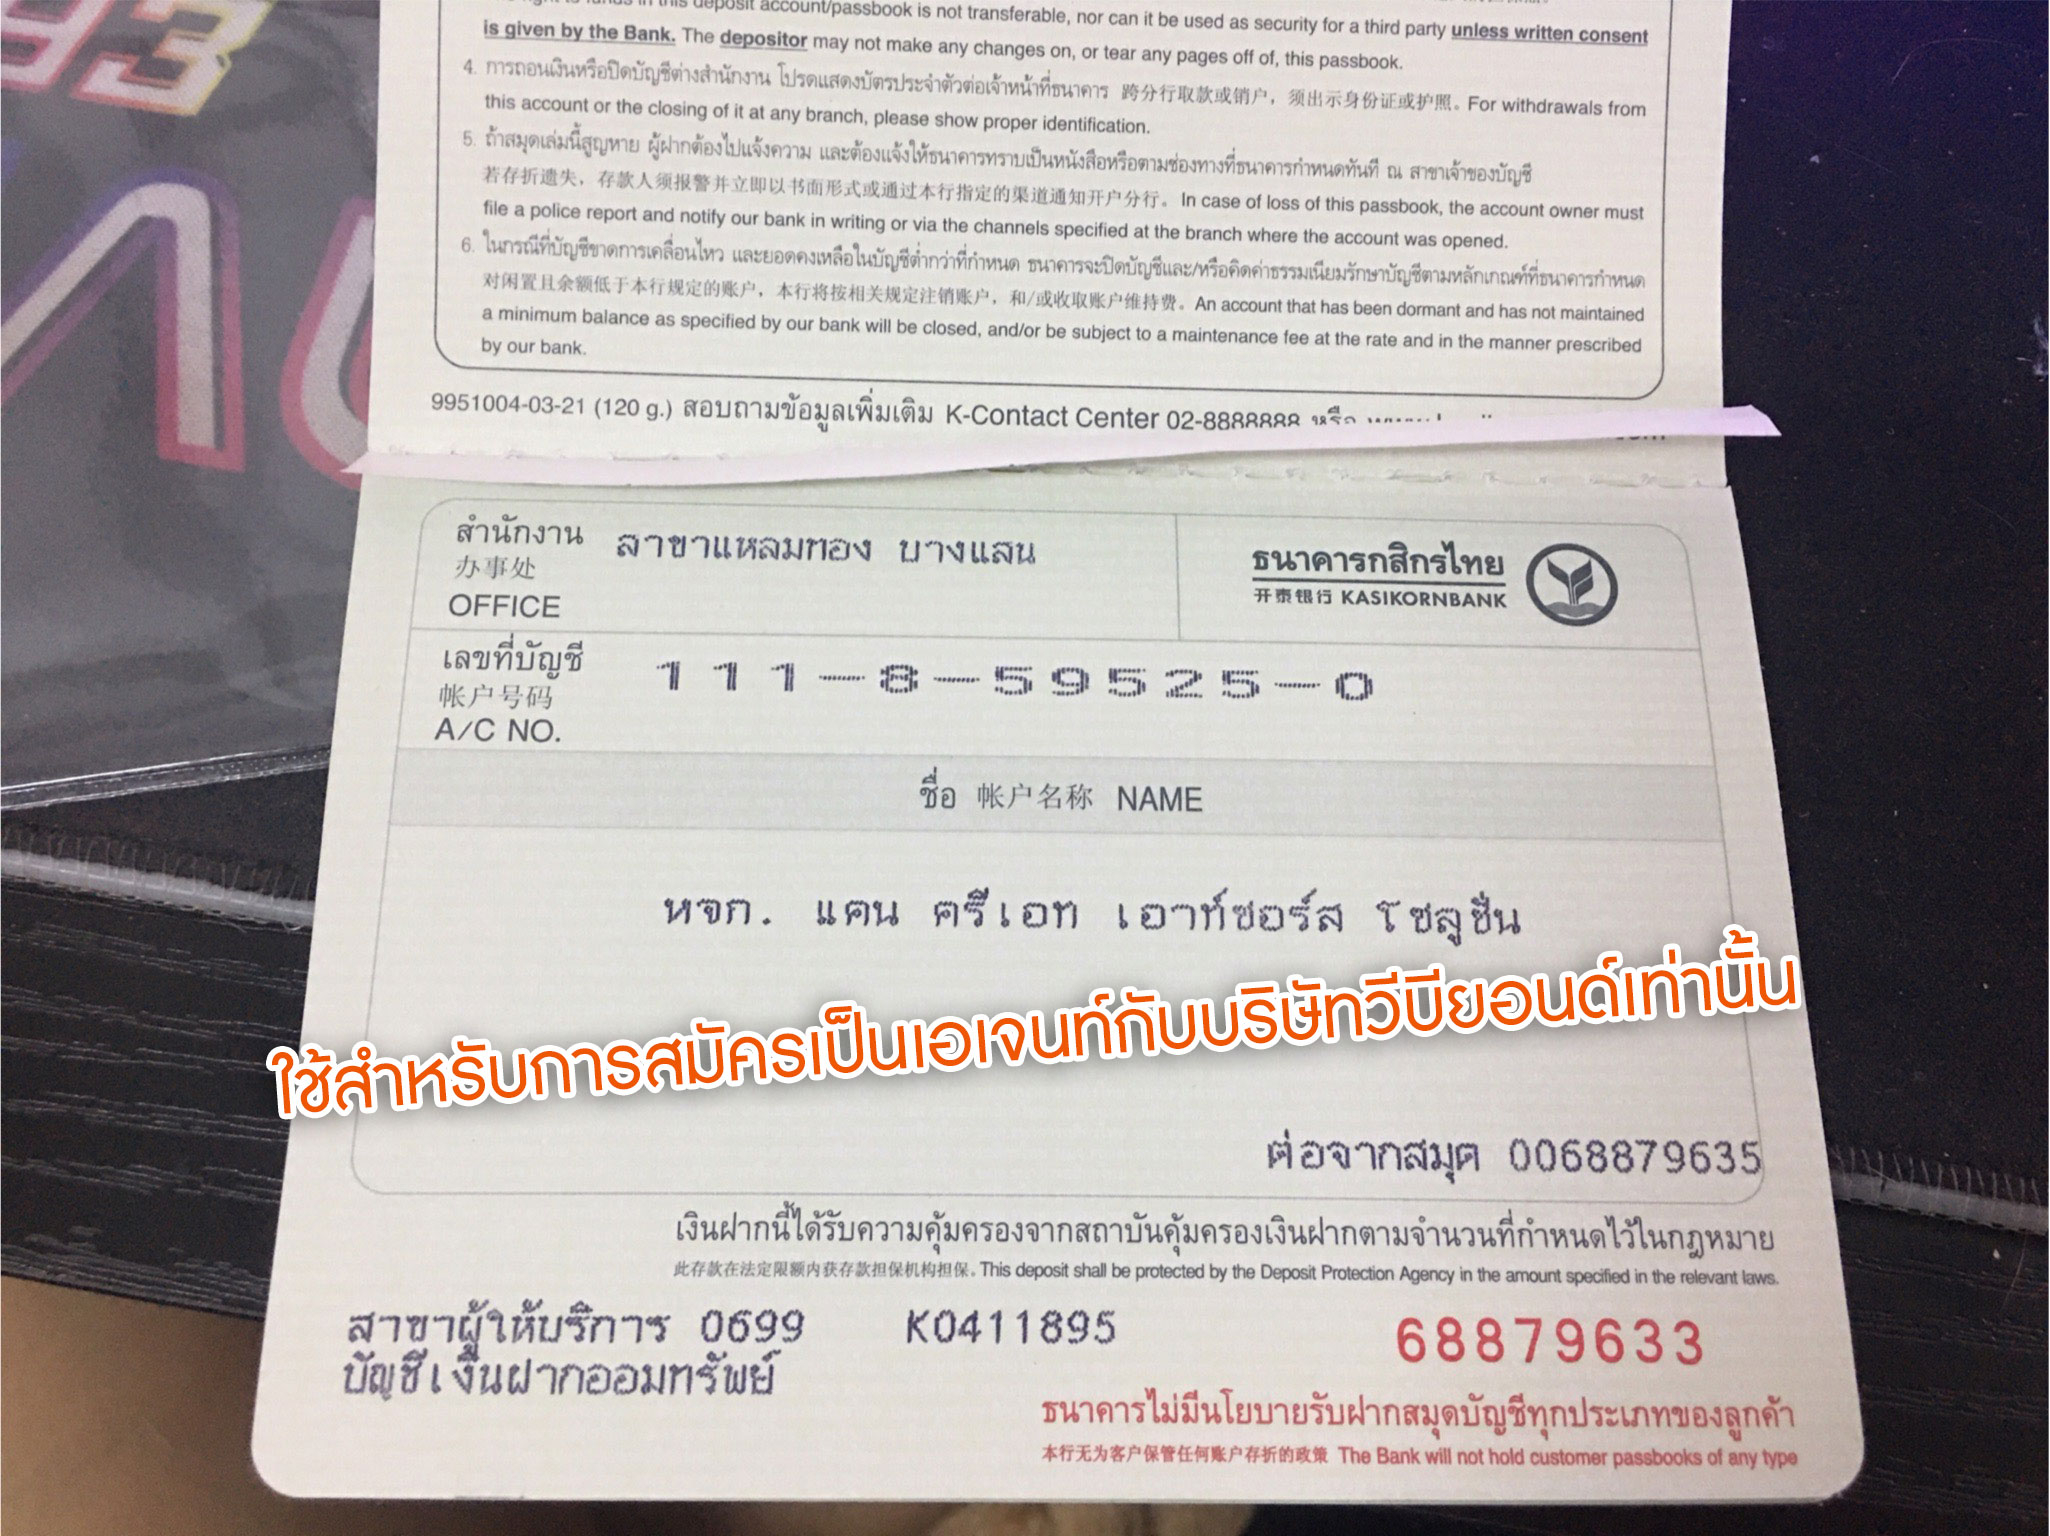 deposit account/passbook is not transferable, nor can it be used as security for a third party unless written consent
is given by the Bank. The depositor may not make any changes on, or tear any pages off of, this passbook.
4. การถอนเงินหรือปิดบัญชีต่างสำนักงาน โปรดแสดงบัตรประจำตัวต่อเจ้าหน้าที่ธนาคาร 跨分行取款或销户，须出示身份证或护照。For withdrawals from
this account or the closing of it at any branch, please show proper identification.
5. ถ้าสมุดเล่มนี้สูญหาย ผู้ฝากต้องไปแจ้งความ และต้องแจ้งให้ธนาคารทราบเป็นหนังสือหรือตามช่องทางที่ธนาคารกำหนดทันที ณ สาขาเจ้าของบัญชี
若存折遗失，存款人须报警并立即以书面形式或通过本行指定的渠道通知开户分行。In case of loss of this passbook, the account owner must
file a police report and notify our bank in writing or via the channels specified at the branch where the account was opened.
6. ในกรณีที่บัญชีขาดการเคลื่อนไหว และยอดคงเหลือในบัญชีต่ำกว่าที่กำหนด ธนาคารจะปิดบัญชีและ/หรือคิดค่าธรรมเนียมรักษาบัญชีตามหลักเกณฑ์ที่ธนาคารกำหนด
对闲置且余额低于本行规定的账户，本行将按相关规定注销账户，和/或收取账户维持费。An account that has been dormant and has not maintained
a minimum balance as specified by our bank will be closed, and/or be subject to a maintenance fee at the rate and in the manner prescribed
by our bank.
9951004-03-21 (120 g.) สอบถามข้อมูลเพิ่มเติม K-Contact Center 02-8888888 หรือ
สำนักงาน สาขาแหลมทอง บางแสน
办事处
OFFICE
ธนาคารกสิกรไทย
开泰银行 KASIKORNBANK
เลขที่บัญชี 111-8-59525-0
帐户号码
A/C NO.
ชื่อ 帐户名称 NAME
หจก. แคน ครีเอท เอาท์ซอร์ส โซลูชั่น
ใช้สำหรับการสมัครเป็นเอเจนท์กับบริษัทวีบียอนด์เท่านั้น
ต่อจากสมุด 0068879635
เงินฝากนี้ได้รับความคุ้มครองจากสถาบันคุ้มครองเงินฝากตามจำนวนที่กำหนดไว้ในกฎหมาย
此存款在法定限额内获存款担保机构担保。This deposit shall be protected by the Deposit Protection Agency in the amount specified in the relevant laws.
สาขาผู้ให้บริการ 0699 K0411895 68879633
บัญชีเงินฝากออมทรัพย์
ธนาคารไม่มีนโยบายรับฝากสมุดบัญชีทุกประเภทของลูกค้า
本行无为客户保管任何账户存折的政策 The Bank will not hold customer passbooks of any type